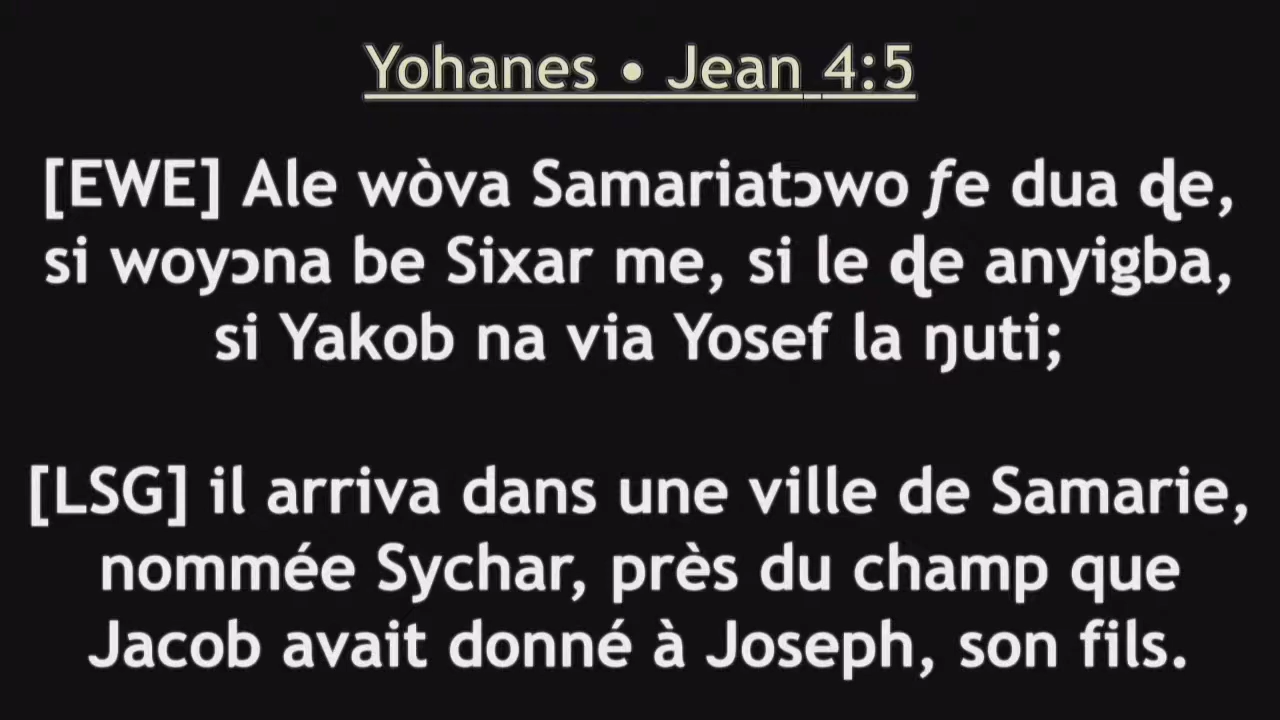 Yohanes • Jean 4:5
[EWE] Ale wòva Samariatɔwo ƒe dua ɖe,
si woyɔna be Sixar me, si le ɖe anyigba,
si Yakob na via Yosef la ŋuti;
[LSG] il arriva dans une ville de Samarie,
nommée Sychar, près du champ que
Jacob avait donné à Joseph, son fils.